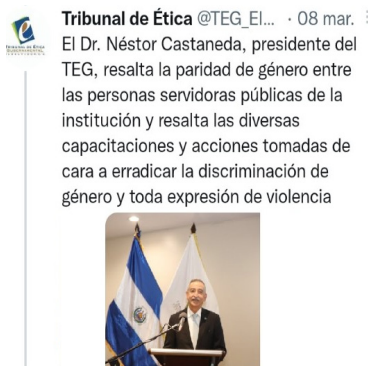 Tribunal de Ética @TEG_El... · 08 mar.
El Dr. Néstor Castaneda, presidente del
TEG, resalta la paridad de género entre
las personas servidoras públicas de la
institución y resalta las diversas
capacitaciones y acciones tomadas de
cara a erradicar la discriminación de
género y toda expresión de violencia